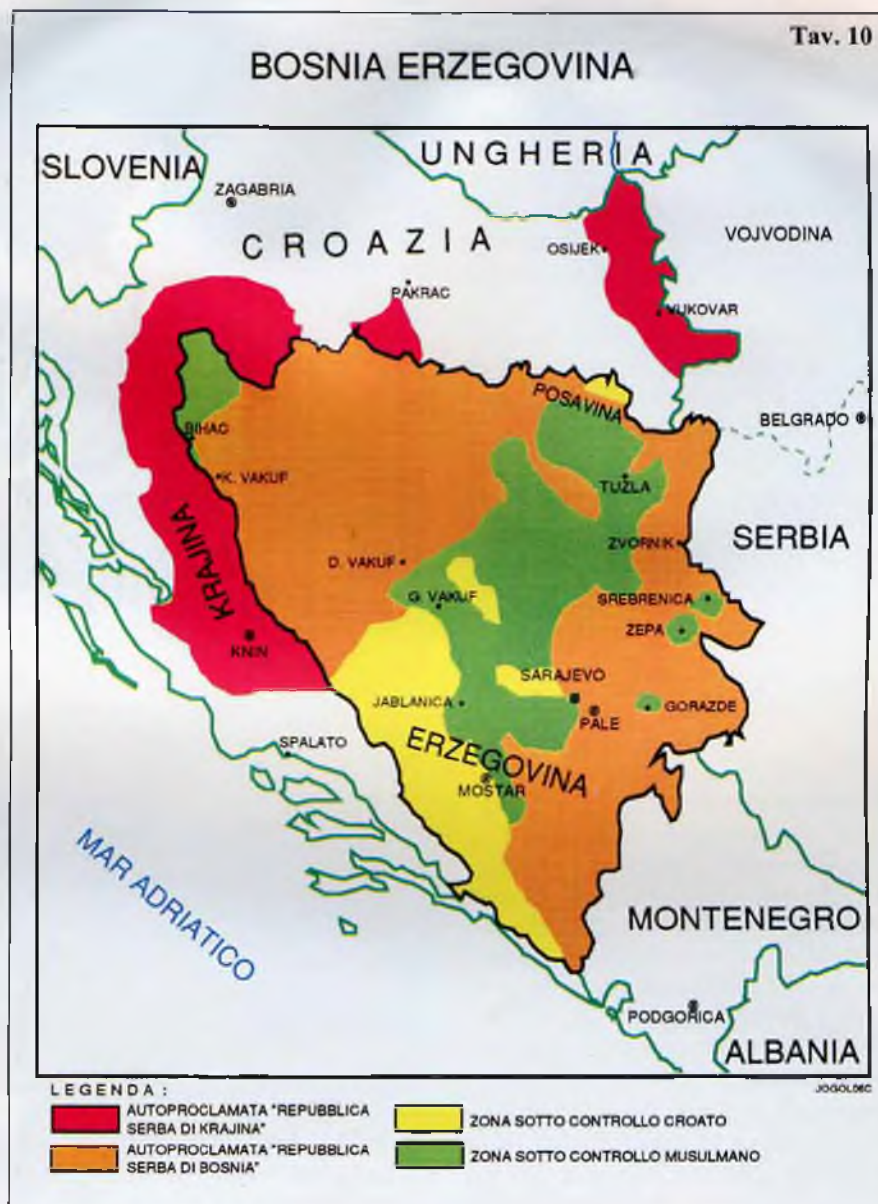 Tav. 10
BOSNIA ERZEGOVINA
SLOVENIA
UNGHERIA
ZAGABRIA
CROAZIA
VOJVODINA
OSIJEK
PAKRAC
VUKOVAR
POSAVINA
BELGRADO
BIHAC
K. VAKUF
TUZLA
KRAJINA
ZVORNIK
SERBIA
D. VAKUF
G. VAKUF
SREBRENICA
ZEPA
KNIN
SARAJEVO
JABLANICA
PALE
GORAZDE
SPALATO
ERZEGOVINA
MOSTAR
MAR ADRIATICO
MONTENEGRO
PODGORICA
ALBANIA
LEGENDA :
JOGOL06C
AUTOPROCLAMATA "REPUBBLICA
SERBA DI KRAJINA"
ZONA SOTTO CONTROLLO CROATO
AUTOPROCLAMATA "REPUBBLICA
SERBA DI BOSNIA"
ZONA SOTTO CONTROLLO MUSULMANO